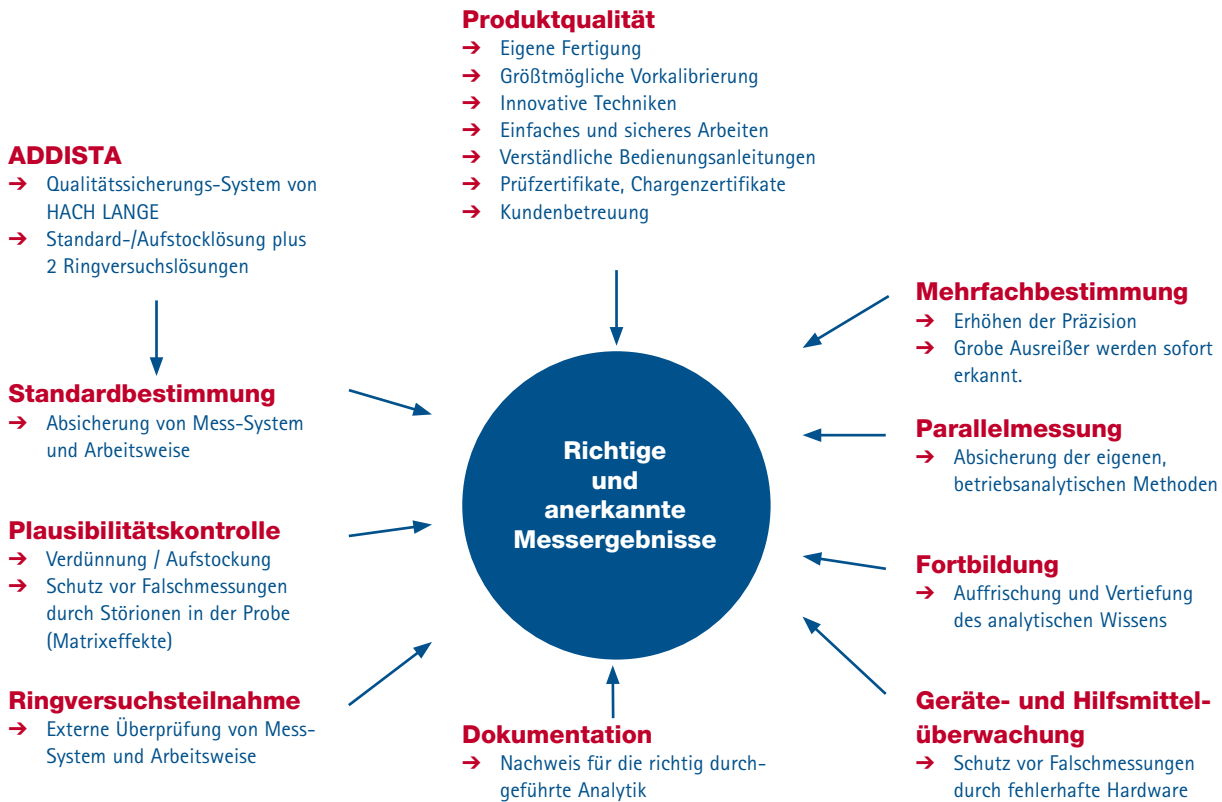 Produktqualität
➔ Eigene Fertigung
➔ Größtmögliche Vorkalibrierung
➔ Innovative Techniken
➔ Einfaches und sicheres Arbeiten
➔ Verständliche Bedienungsanleitungen
➔ Prüfzertifikate, Chargenzertifikate
➔ Kundenbetreuung
ADDISTA
➔ Qualitätssicherungs-System von
HACH LANGE
➔ Standard-/Aufstocklösung plus
2 Ringversuchslösungen
Standardbestimmung
➔ Absicherung von Mess-System
und Arbeitsweise
Plausibilitätskontrolle
➔ Verdünnung / Aufstockung
➔ Schutz vor Falschmessungen
durch Störionen in der Probe
(Matrixeffekte)
Ringversuchsteilnahme
➔ Externe Überprüfung von Mess-
System und Arbeitsweise
Richtige
und
anerkannte
Messergebnisse
Dokumentation
➔ Nachweis für die richtig durch-
geführte Analytik
Mehrfachbestimmung
➔ Erhöhen der Präzision
➔ Grobe Ausreißer werden sofort
erkannt.
Parallelmessung
➔ Absicherung der eigenen,
betriebsanalytischen Methoden
Fortbildung
➔ Auffrischung und Vertiefung
des analytischen Wissens
Geräte- und Hilfsmittel-
überwachung
➔ Schutz vor Falschmessungen
durch fehlerhafte Hardware